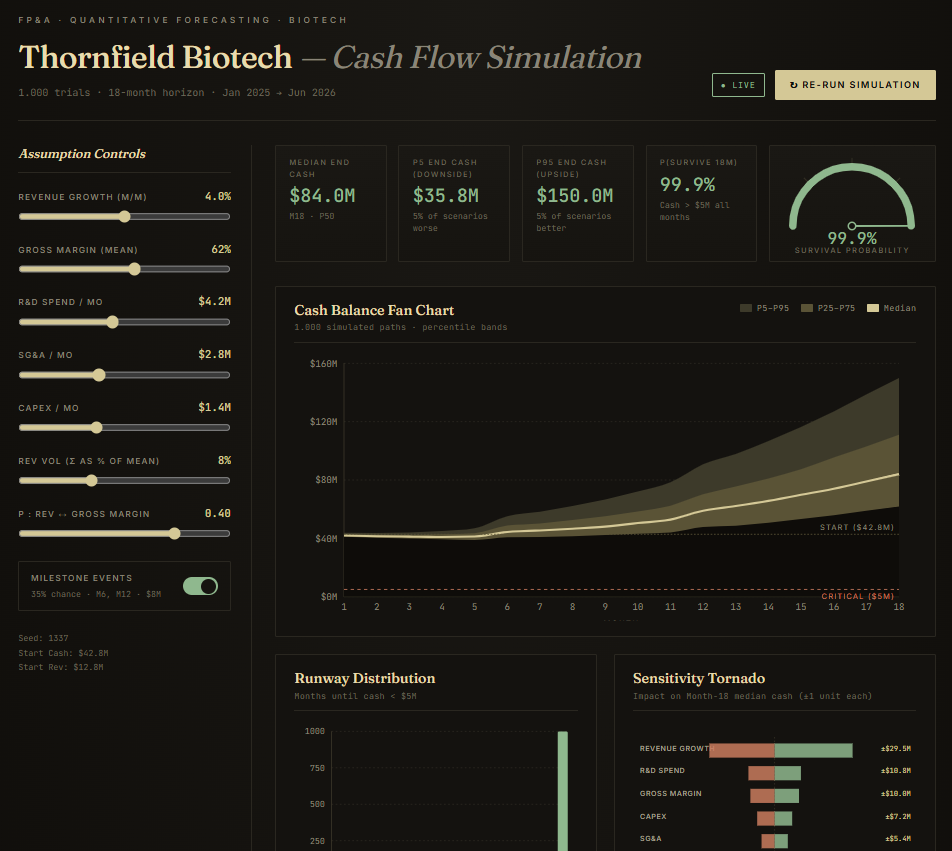 FP&A · QUANTITATIVE FORECASTING · BIOTECH
Thornfield Biotech — Cash Flow Simulation
1.000 trials · 18-month horizon · Jan 2025 → Jun 2026
● LIVE
↻ RE-RUN SIMULATION
Assumption Controls
REVENUE GROWTH (M/M) 4.0%
GROSS MARGIN (MEAN) 62%
R&D SPEND / MO $4.2M
SG&A / MO $2.8M
CAPEX / MO $1.4M
REV VOL (Σ AS % OF MEAN) 8%
Ρ : REV ↔ GROSS MARGIN 0.40
MILESTONE EVENTS
35% chance · M6, M12 · $8M
Seed: 1337
Start Cash: $42.8M
Start Rev: $12.8M
MEDIAN END
CASH
$84.0M
M18 · P50
P5 END CASH
(DOWNSIDE)
$35.8M
5% of scenarios
worse
P95 END CASH
(UPSIDE)
$150.0M
5% of scenarios
better
P(SURVIVE 18M)
99.9%
Cash > $5M all
months
99.9%
SURVIVAL PROBABILITY
Cash Balance Fan Chart
1.000 simulated paths · percentile bands
P5–P95
P25–P75
Median
$160M
$120M
$80M
$40M
$0M
START ($42.8M)
CRITICAL ($5M)
1 2 3 4 5 6 7 8 9 10 11 12 13 14 15 16 17 18
Runway Distribution
Months until cash < $5M
1000
750
500
250
Sensitivity Tornado
Impact on Month-18 median cash (±1 unit each)
REVENUE GROWTH ±$29.5M
R&D SPEND ±$10.8M
GROSS MARGIN ±$10.0M
CAPEX ±$7.2M
SG&A ±$5.4M